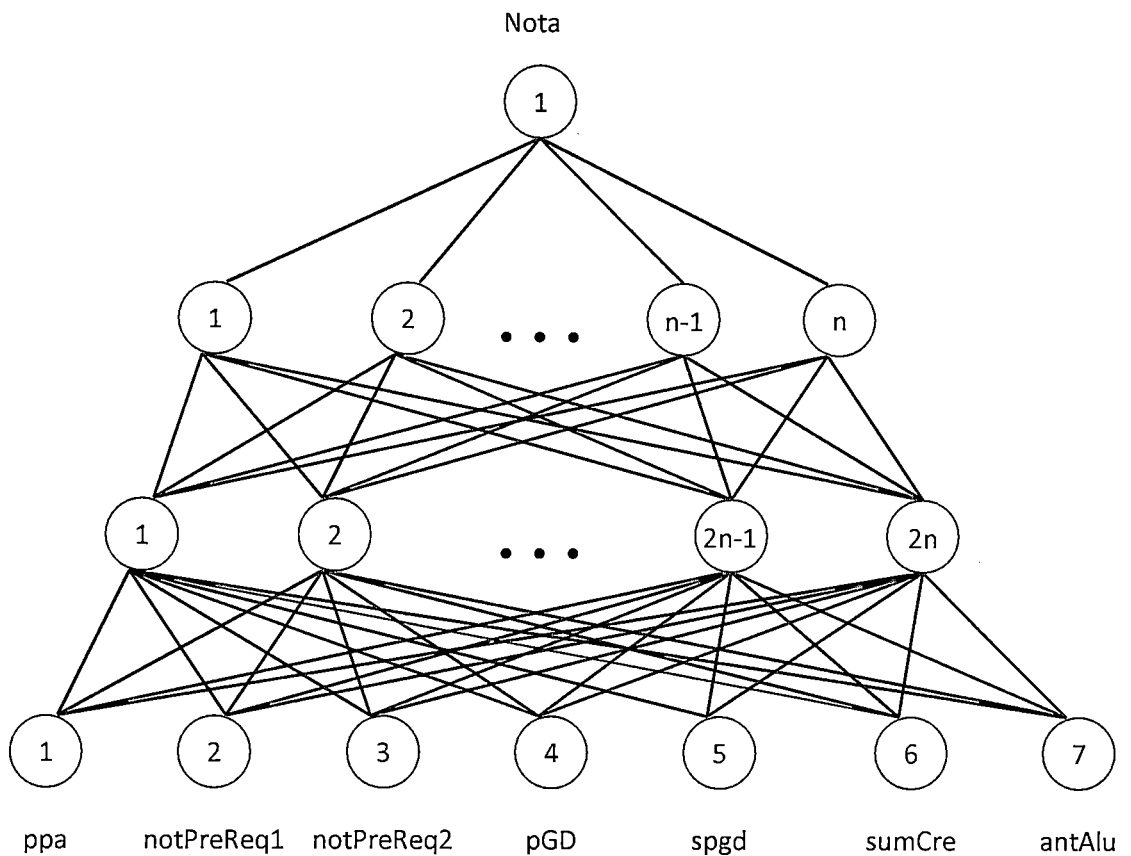 Nota
1
1 2 • • • n-1 n
1 2 • • • 2n-1 2n
1 2 3 4 5 6 7
ppa notPreReq1 notPreReq2 pGD spgd sumCre antAlu